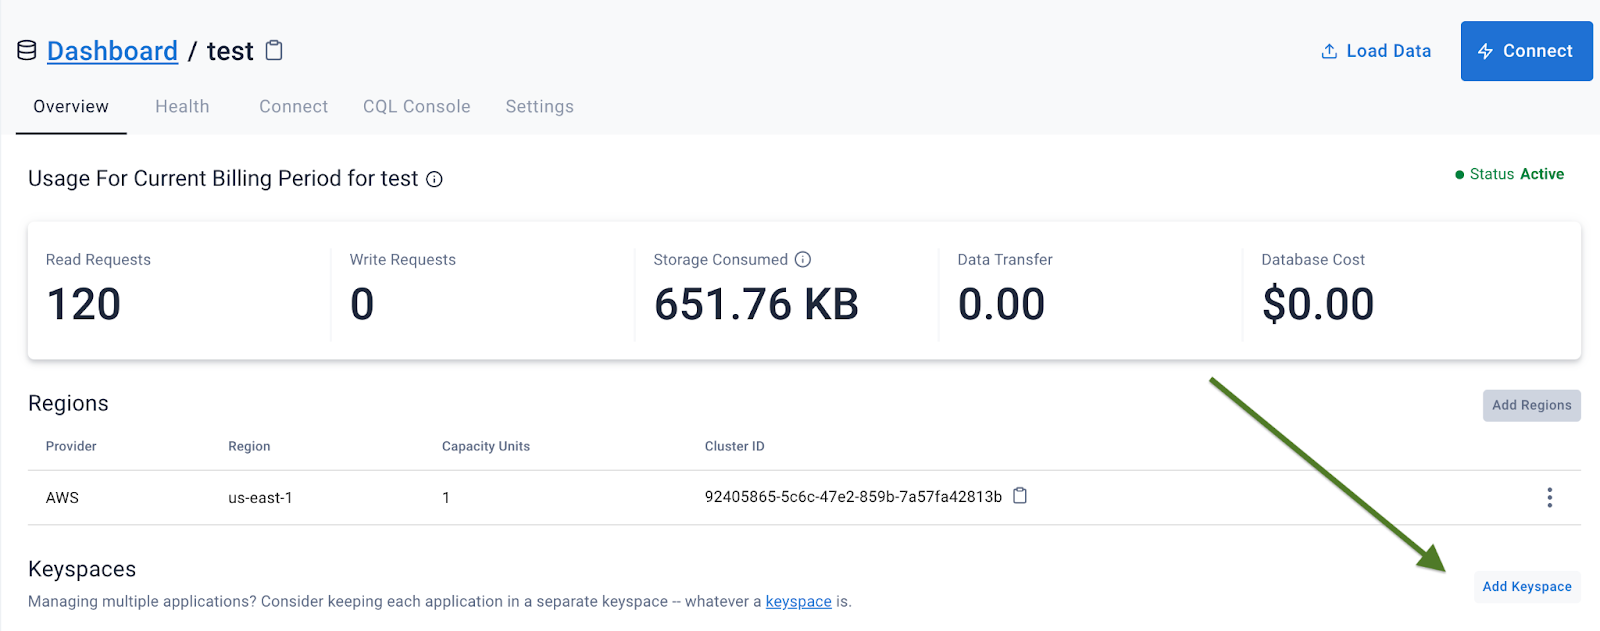 Dashboard / test
Load Data
Connect
Overview
Health
Connect
CQL Console
Settings
Usage For Current Billing Period for test
Status Active
Read Requests
120
Write Requests
0
Storage Consumed
651.76 KB
Data Transfer
0.00
Database Cost
$0.00
Regions
Add Regions
Provider
Region
Capacity Units
Cluster ID
AWS
us-east-1
1
92405865-5c6c-47e2-859b-7a57fa42813b
Keyspaces
Add Keyspace
Managing multiple applications? Consider keeping each application in a separate keyspace -- whatever a keyspace is.